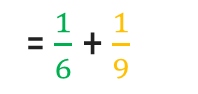 = 1/6 + 1/9